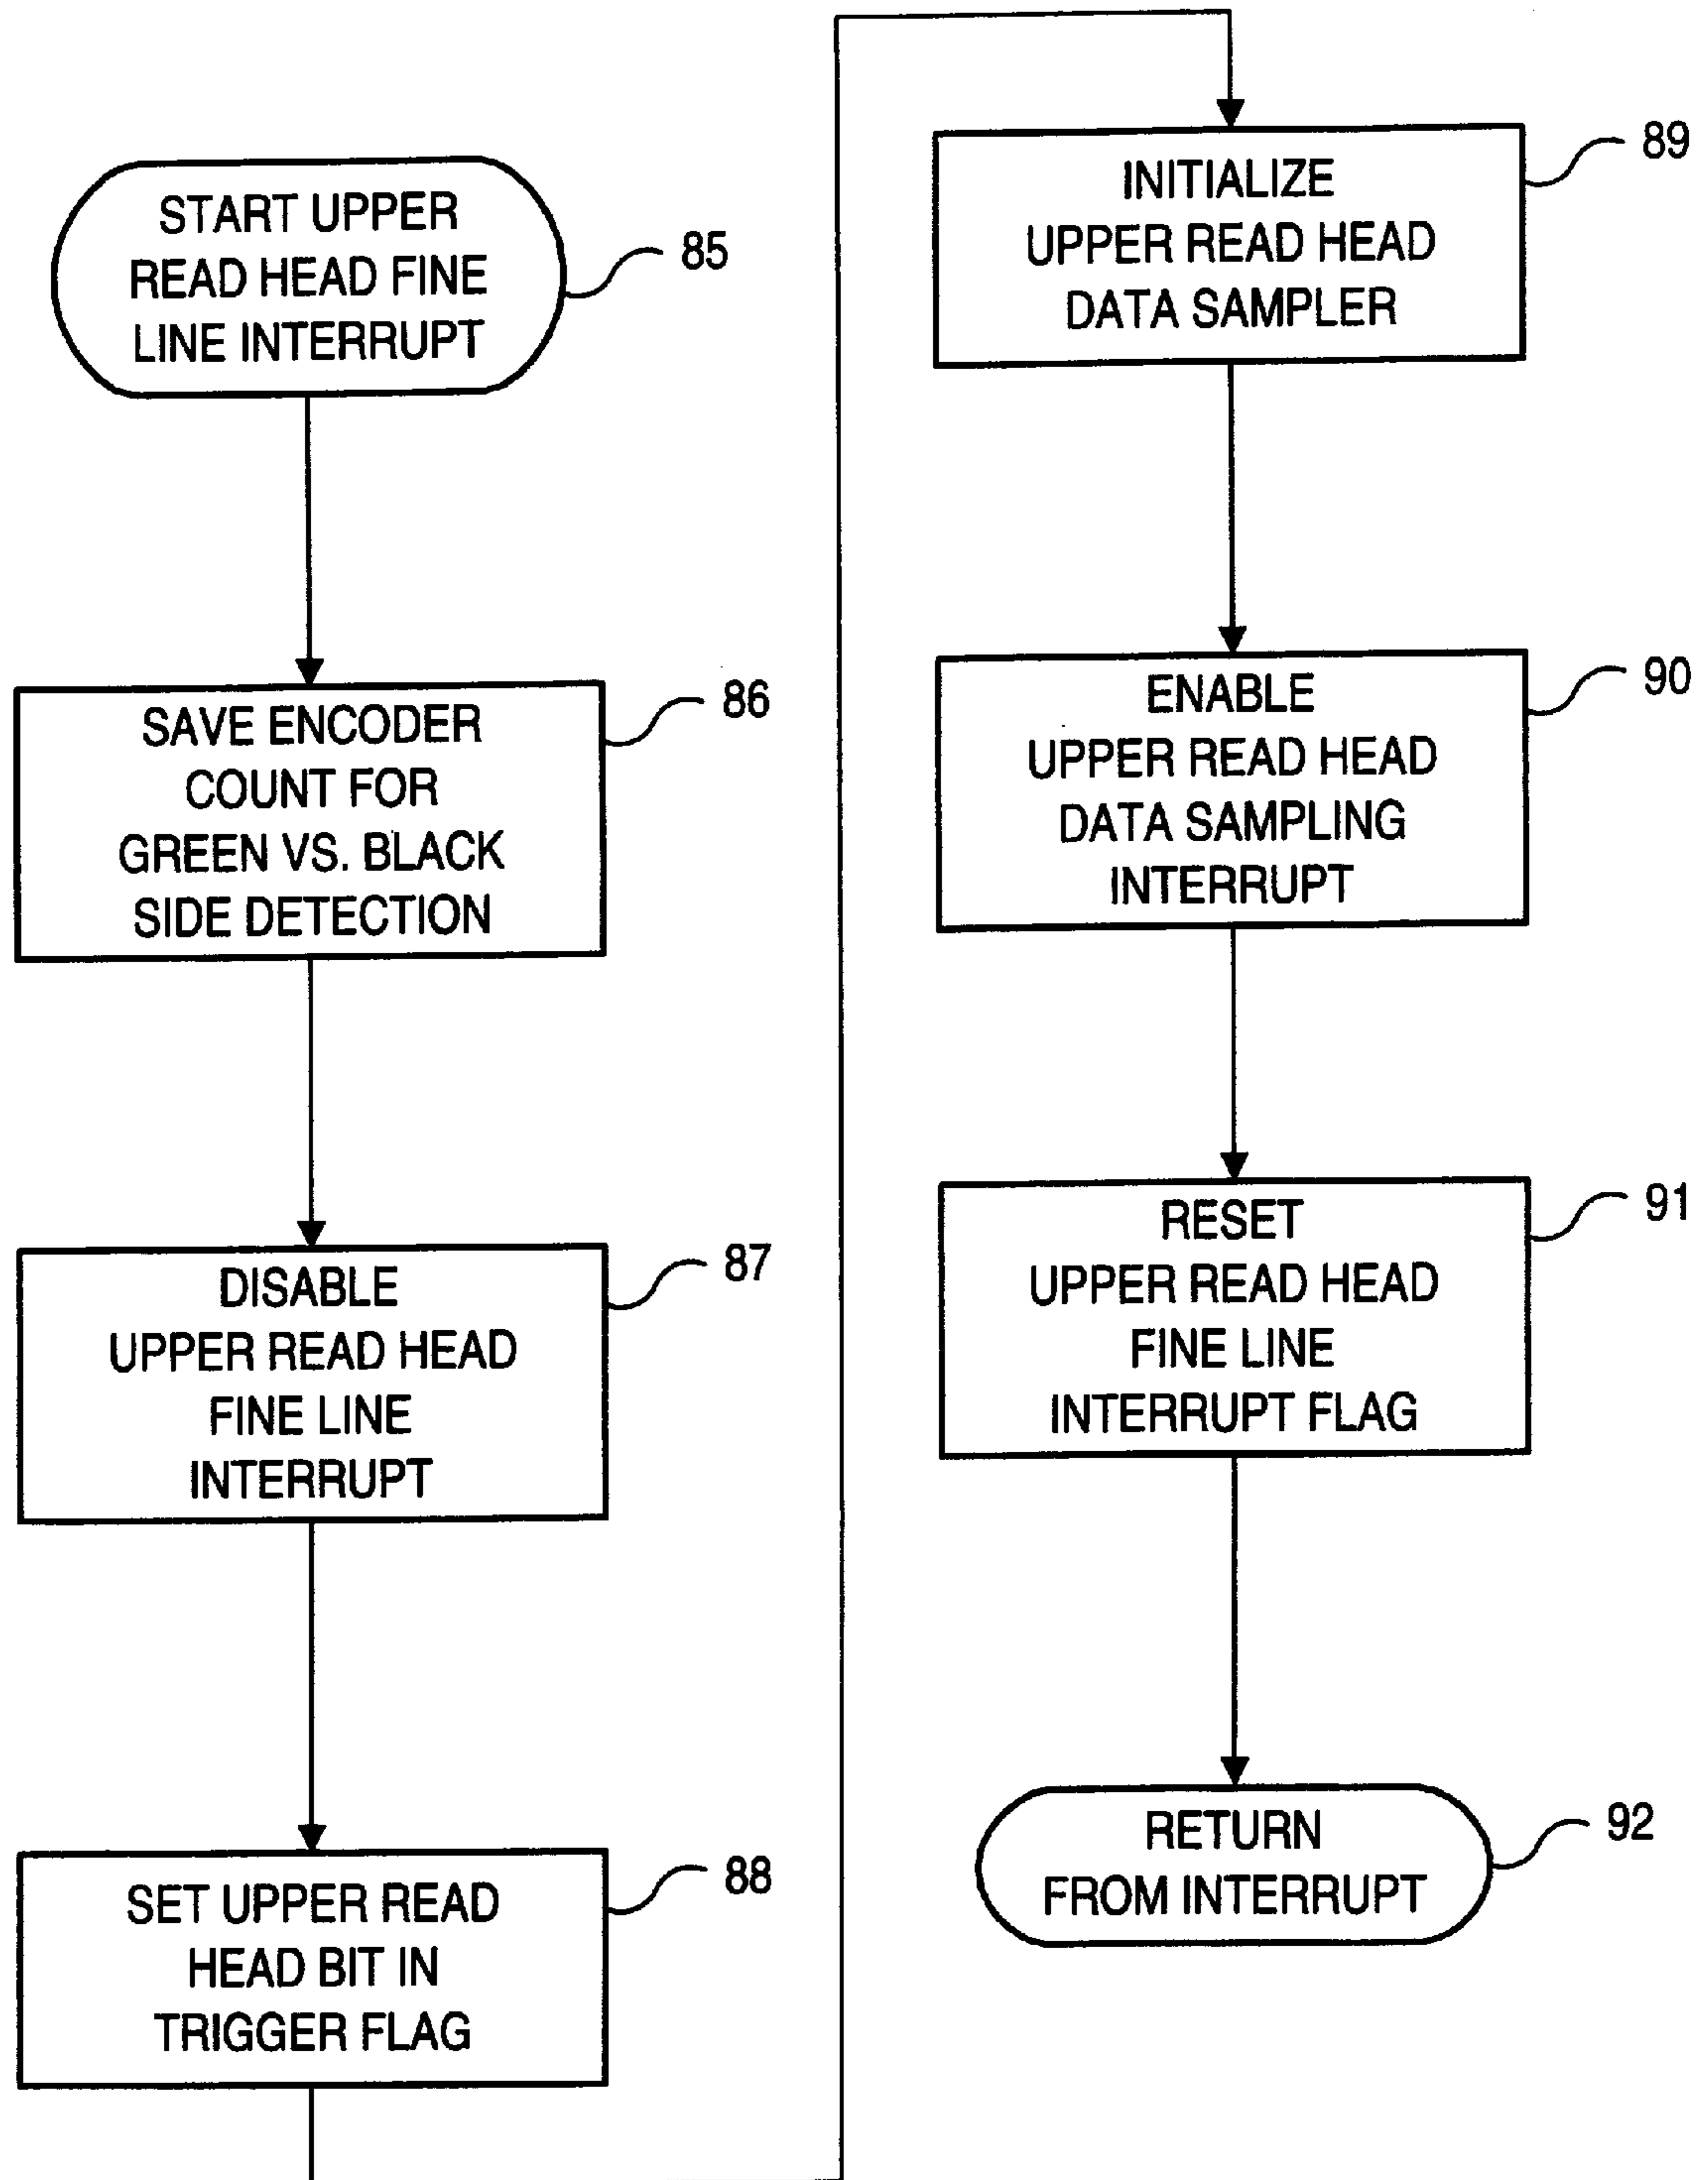 START UPPER
READ HEAD FINE
LINE INTERRUPT
85
SAVE ENCODER
COUNT FOR
GREEN VS. BLACK
SIDE DETECTION
86
DISABLE
UPPER READ HEAD
FINE LINE
INTERRUPT
87
SET UPPER READ
HEAD BIT IN
TRIGGER FLAG
88
INITIALIZE
UPPER READ HEAD
DATA SAMPLER
89
ENABLE
UPPER READ HEAD
DATA SAMPLING
INTERRUPT
90
RESET
UPPER READ HEAD
FINE LINE
INTERRUPT FLAG
91
RETURN
FROM INTERRUPT
92